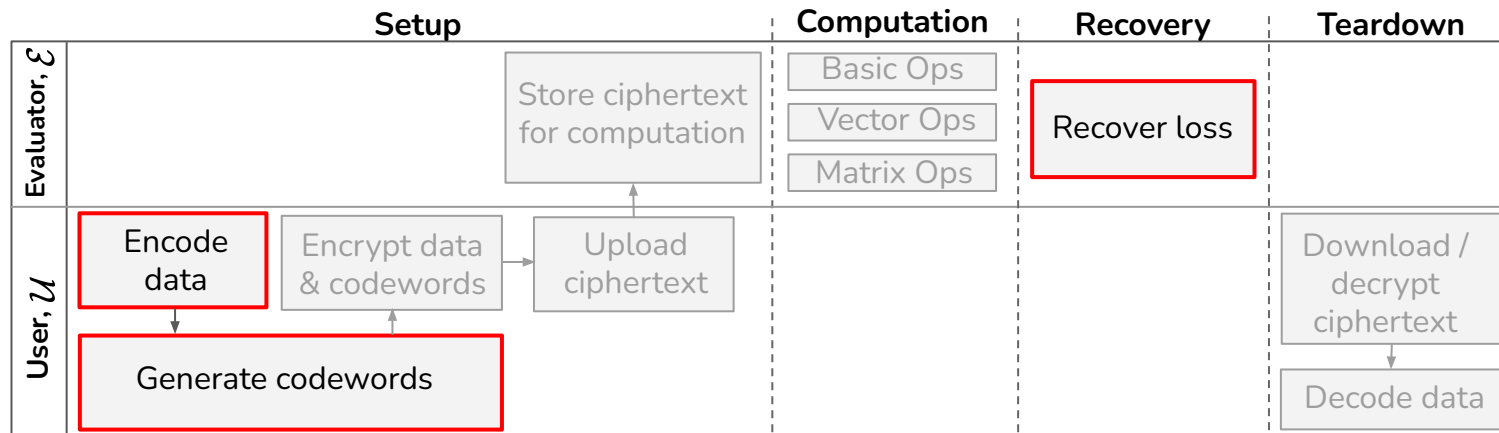 Setup
Computation
Recovery
Teardown
Evaluator, ℰ
Store ciphertext
for computation
Basic Ops
Vector Ops
Matrix Ops
Recover loss
User, 𝒰
Encode
data
Encrypt data
& codewords
Upload
ciphertext
Generate codewords
Download /
decrypt
ciphertext
Decode data